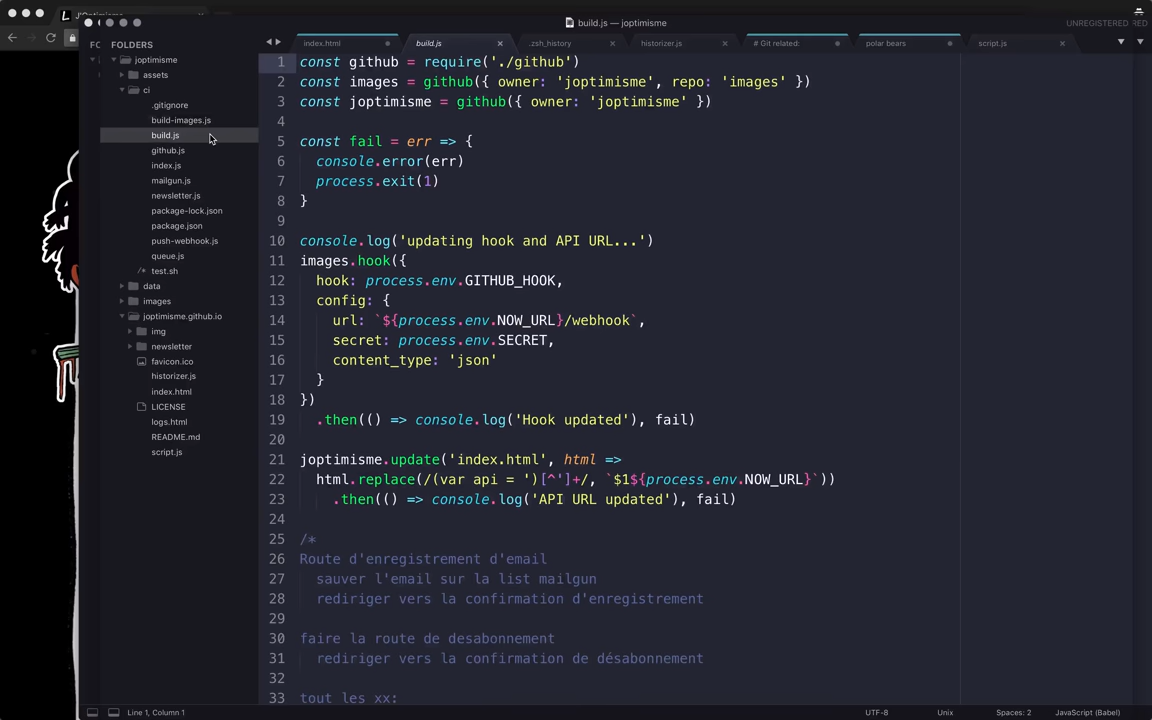 build.js — joptimisme
UNREGISTERED
FOLDERS
joptimisme
assets
ci
.gitignore
build-images.js
build.js
github.js
index.js
mailgun.js
newsletter.js
package-lock.json
package.json
push-webhook.js
queue.js
test.sh
data
images
joptimisme.github.io
img
newsletter
favicon.ico
historizer.js
index.html
LICENSE
logs.html
README.md
script.js
index.html
build.js
.zsh_history
historizer.js
# Git related:
polar bears
script.js
1 const github = require('./github')
2 const images = github({ owner: 'joptimisme', repo: 'images' })
3 const joptimisme = github({ owner: 'joptimisme' })
4
5 const fail = err => {
6 console.error(err)
7 process.exit(1)
8 }
9
10 console.log('updating hook and API URL...')
11 images.hook({
12 hook: process.env.GITHUB_HOOK,
13 config: {
14 url: `${process.env.NOW_URL}/webhook`,
15 secret: process.env.SECRET,
16 content_type: 'json'
17 }
18 })
19 .then(() => console.log('Hook updated'), fail)
20
21 joptimisme.update('index.html', html =>
22 html.replace(/(var api = ')[^']+/, `$1${process.env.NOW_URL}`))
23 .then(() => console.log('API URL updated'), fail)
24
25 /*
26 Route d'enregistrement d'email
27 sauver l'email sur la list mailgun
28 rediriger vers la confirmation d'enregistrement
29
30 faire la route de desabonnement
31 rediriger vers la confirmation de désabonnement
32
33 tout les xx:
Line 1, Column 1
UTF-8
Unix
Spaces: 2
JavaScript (Babel)